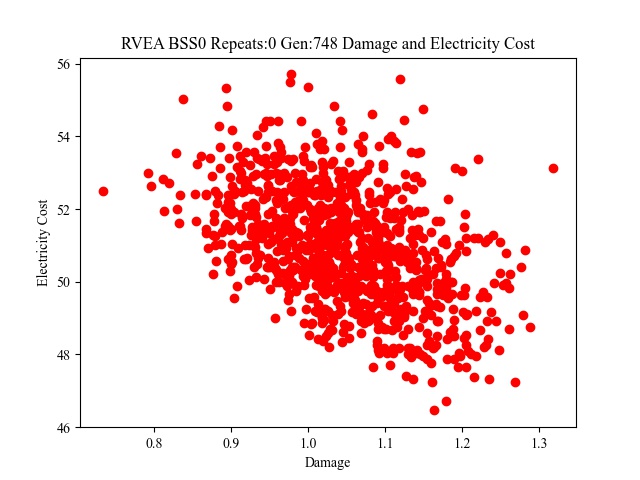 RVEA BSS0 Repeats:0 Gen:748 Damage and Electricity Cost
56
54
52
50
48
46
Electricity Cost
0.8 0.9 1.0 1.1 1.2 1.3
Damage